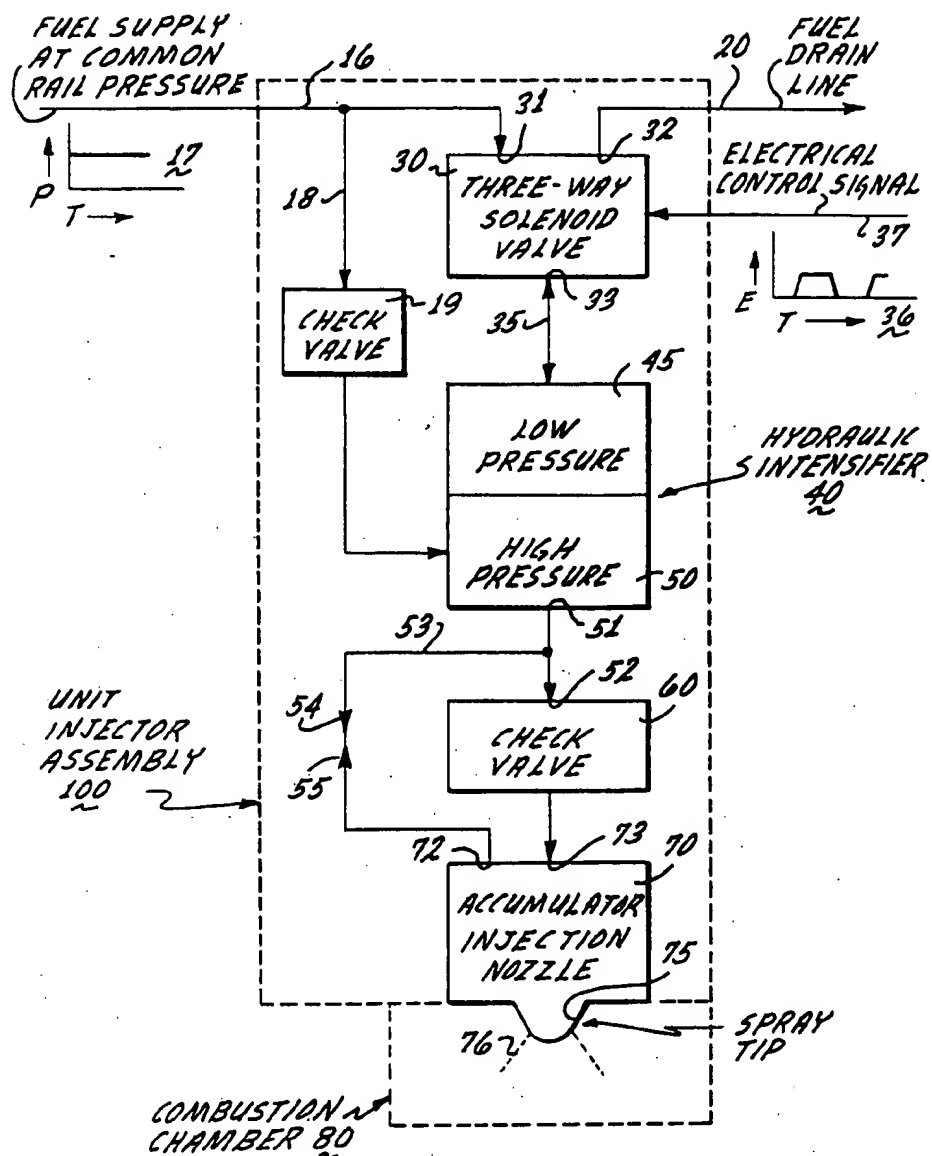 FUEL SUPPLY
AT COMMON
RAIL PRESSURE
16
20
FUEL
DRAIN
LINE
31
32
P
17
T
18
30
THREE-WAY
SOLENOID
VALVE
ELECTRICAL
CONTROL SIGNAL
37
33
E
T
36
19
CHECK
VALVE
35
45
LOW
PRESSURE
HYDRAULIC
INTENSIFIER
40
HIGH
PRESSURE
50
51
53
52
60
54
55
CHECK
VALVE
UNIT
INJECTOR
ASSEMBLY
100
72
73
70
ACCUMULATOR
INJECTION
NOZZLE
75
76
SPRAY
TIP
COMBUSTION
CHAMBER 80